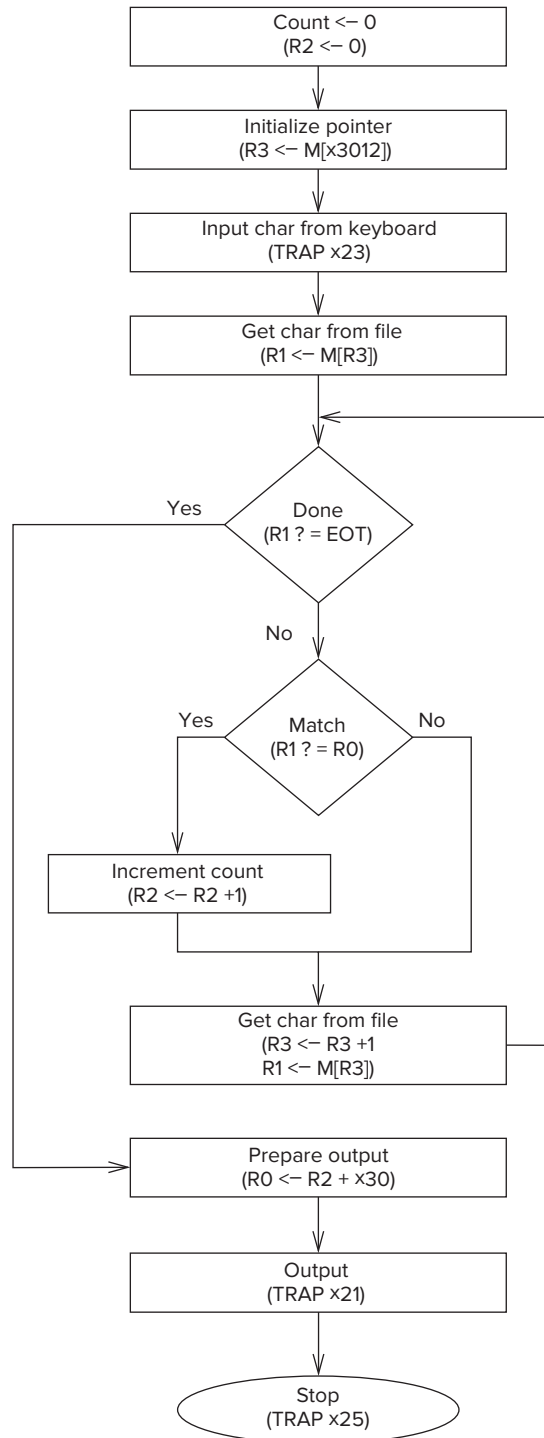 Count <– 0
(R2 <– 0)
Initialize pointer
(R3 <– M[x3012])
Input char from keyboard
(TRAP x23)
Get char from file
(R1 <– M[R3])
Yes
Done
(R1 ? = EOT)
No
Yes
Match
(R1 ? = R0)
No
Increment count
(R2 <– R2 +1)
Get char from file
(R3 <– R3 +1
R1 <– M[R3])
Prepare output
(R0 <– R2 + x30)
Output
(TRAP x21)
Stop
(TRAP x25)